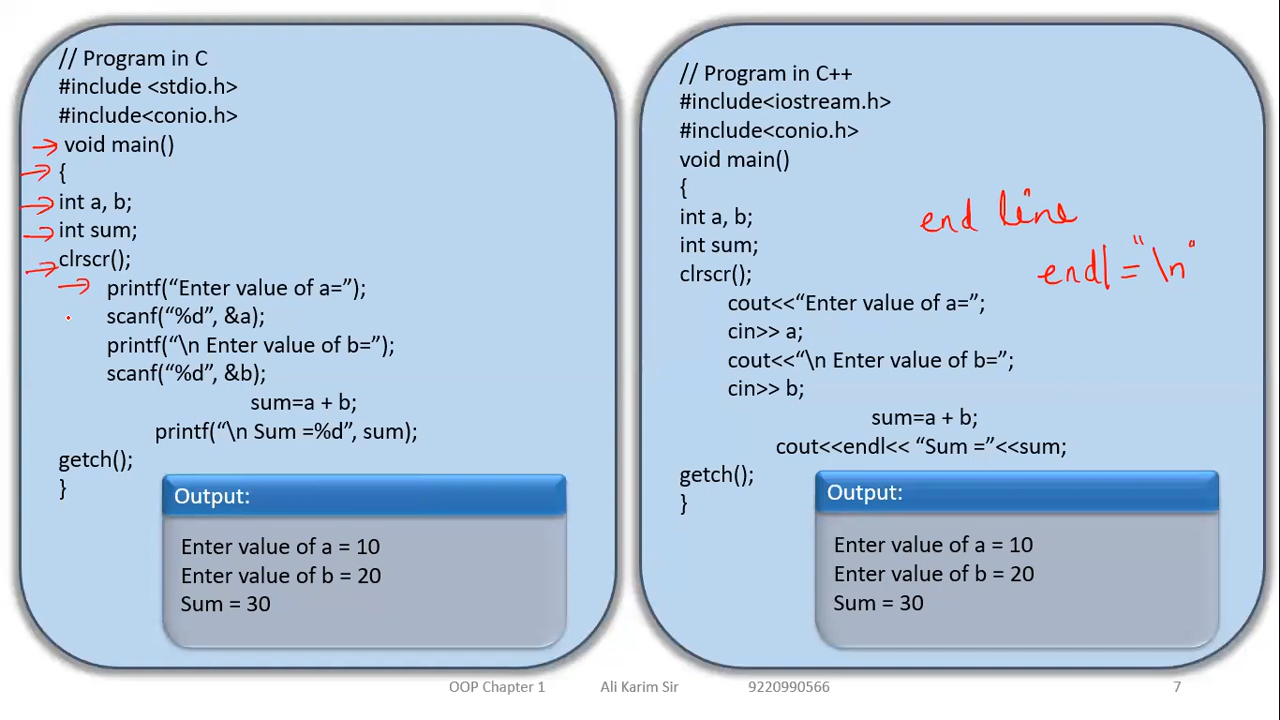 // Program in C
#include <stdio.h>
#include<conio.h>
void main()
{
int a, b;
int sum;
clrscr();
printf(“Enter value of a=”);
scanf(“%d”, &a);
printf(“\n Enter value of b=”);
scanf(“%d”, &b);
sum=a + b;
printf(“\n Sum =%d”, sum);
getch();
}
Output:
Enter value of a = 10
Enter value of b = 20
Sum = 30
// Program in C++
#include<iostream.h>
#include<conio.h>
void main()
{
int a, b;
int sum;
clrscr();
cout<<“Enter value of a=”;
cin>> a;
cout<<“\n Enter value of b=”;
cin>> b;
sum=a + b;
cout<<endl<< “Sum =”<<sum;
getch();
}
end line
endl = "\n"
Output:
Enter value of a = 10
Enter value of b = 20
Sum = 30
OOP Chapter 1 Ali Karim Sir 9220990566 7